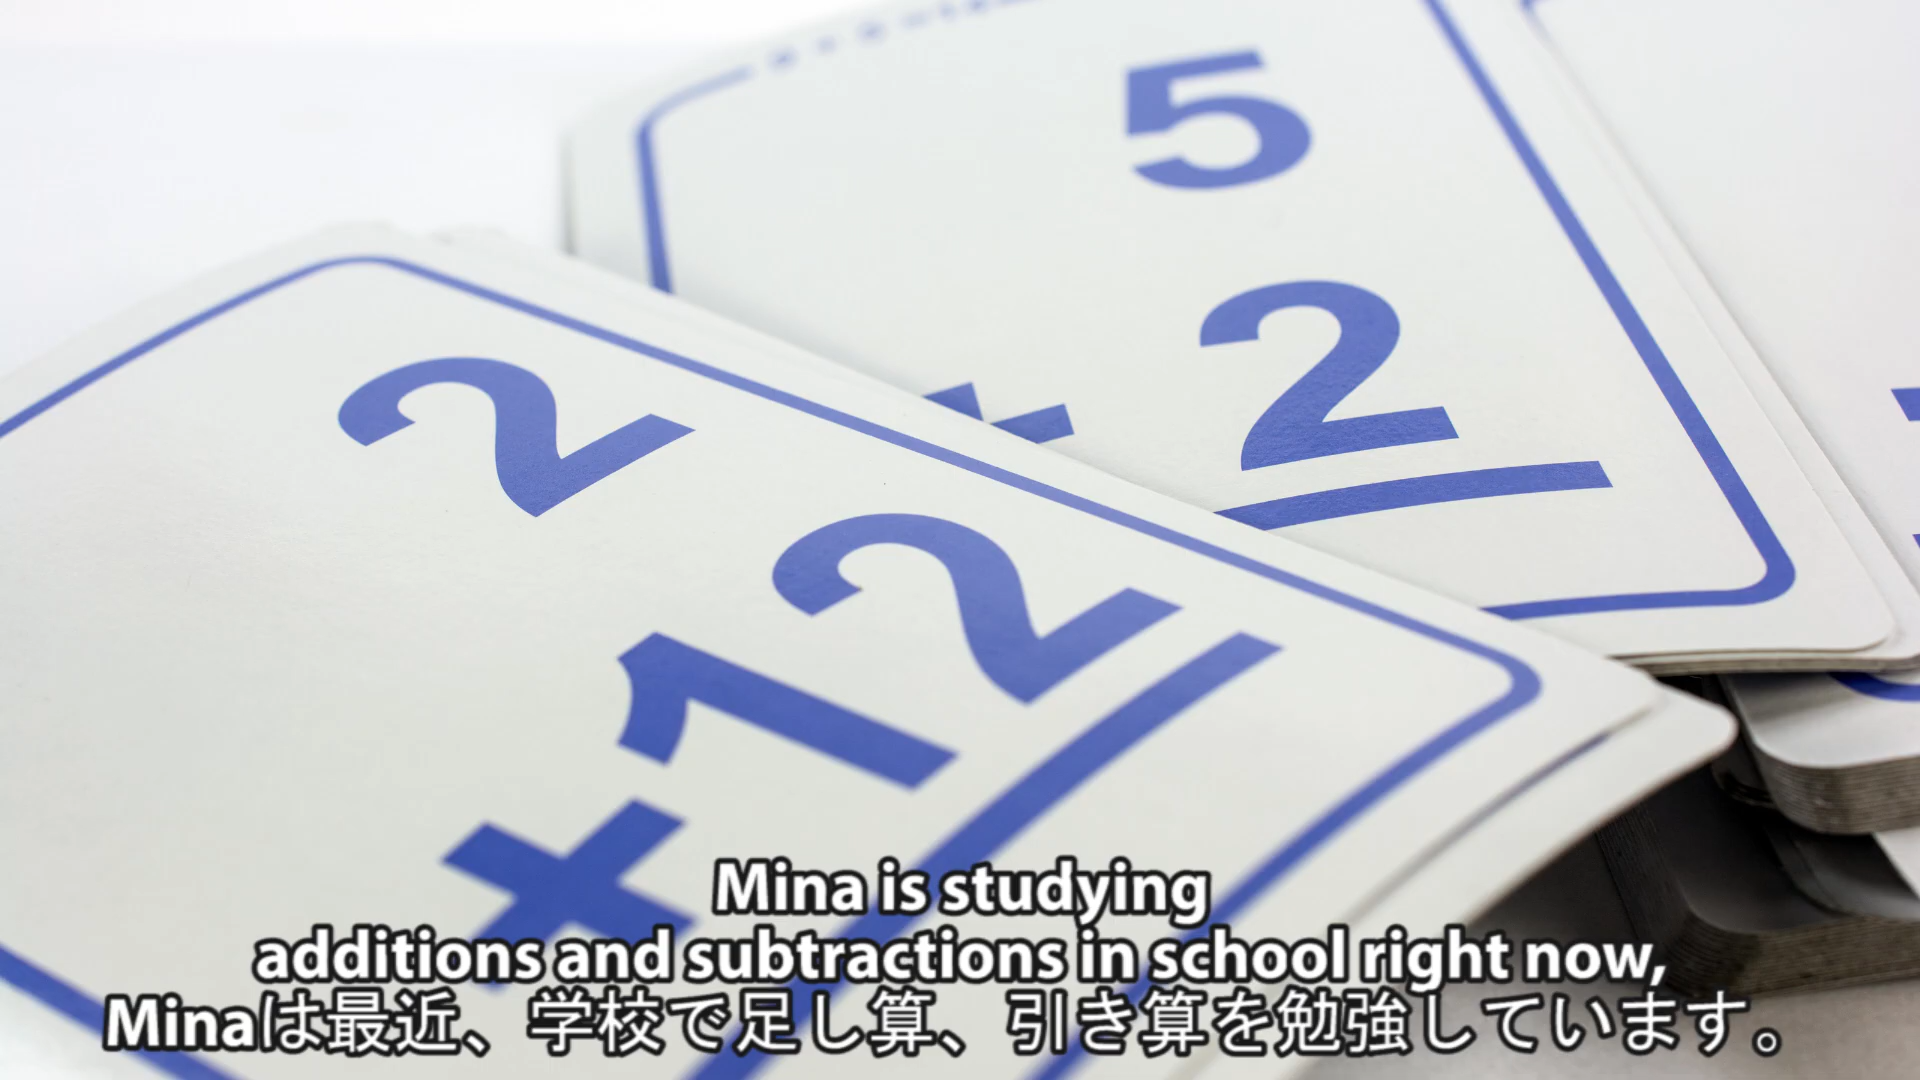 5
+ 2
2
+12
Mina is studying
additions and subtractions in school right now,
Minaは最近、学校で足し算、引き算を勉強しています。